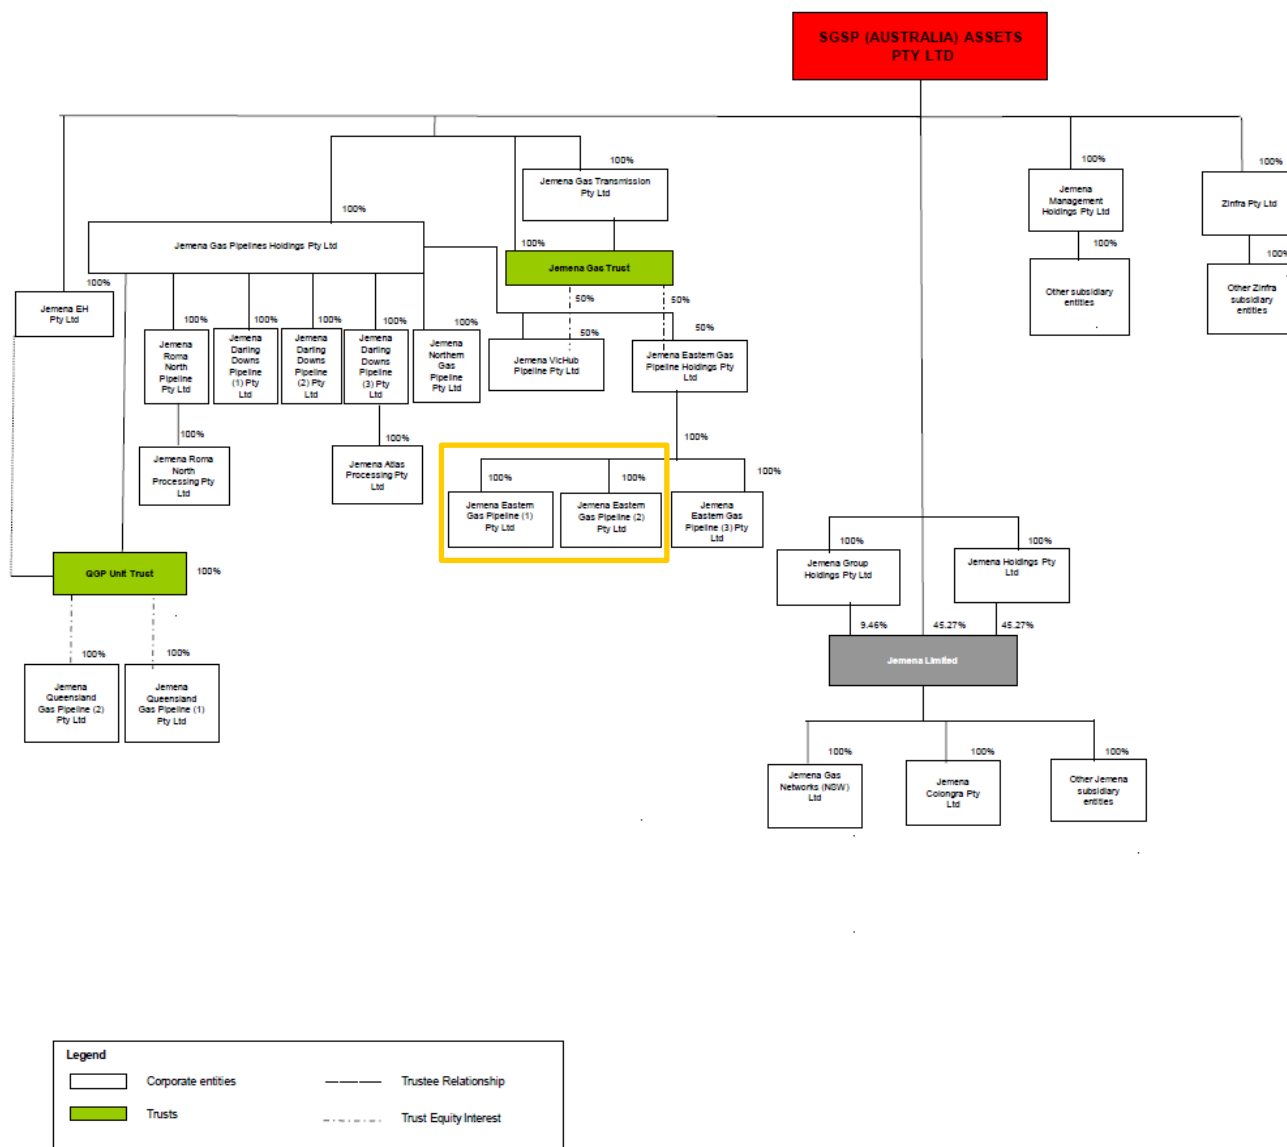 SGSP (AUSTRALIA) ASSETS
PTY LTD
100%
Jemena Gas Transmission
Pty Ltd
100%
Jemena
Management
Holdings Pty Ltd
100%
Zinfra Pty Ltd
100%
Jemena Gas Pipelines Holdings Pty Ltd
100%
Jemena Gas Trust
100%
Other subsidiary
entities
100%
Other Zinfra
subsidiary
entities
100%
Jemena EH
Pty Ltd
50%
50%
100%
Jemena
Roma
North
Pipeline
Pty Ltd
100%
Jemena
Darling
Downs
Pipeline
(1) Pty
Ltd
100%
Jemena
Darling
Downs
Pipeline
(2) Pty
Ltd
100%
Jemena
Darling
Downs
Pipeline
(3) Pty
Ltd
100%
Jemena
Northern
Gas
Pipeline
Pty Ltd
50%
Jemena VicHub
Pipeline Pty Ltd
50%
Jemena Eastern Gas
Pipeline Holdings Pty
Ltd
100%
Jemena Roma
North
Processing Pty
Ltd
100%
Jemena Atlas
Processing Pty
Ltd
100%
100%
Jemena Eastern
Gas Pipeline (1)
Pty Ltd
100%
Jemena Eastern
Gas Pipeline (2)
Pty Ltd
100%
Jemena
Eastern Gas
Pipeline (3) Pty
Ltd
100%
Jemena Group
Holdings Pty Ltd
100%
Jemena Holdings Pty
Ltd
QGP Unit Trust
100%
9.46%
45.27%
45.27%
Jemena Limited
100%
Jemena
Queensland
Gas Pipeline (2)
Pty Ltd
100%
Jemena
Queensland
Gas Pipeline (1)
Pty Ltd
100%
Jemena Gas
Networks (NSW)
Ltd
100%
Jemena
Colongra Pty
Ltd
100%
Other Jemena
subsidiary
entities
Legend
Corporate entities
Trustee Relationship
Trusts
Trust Equity Interest